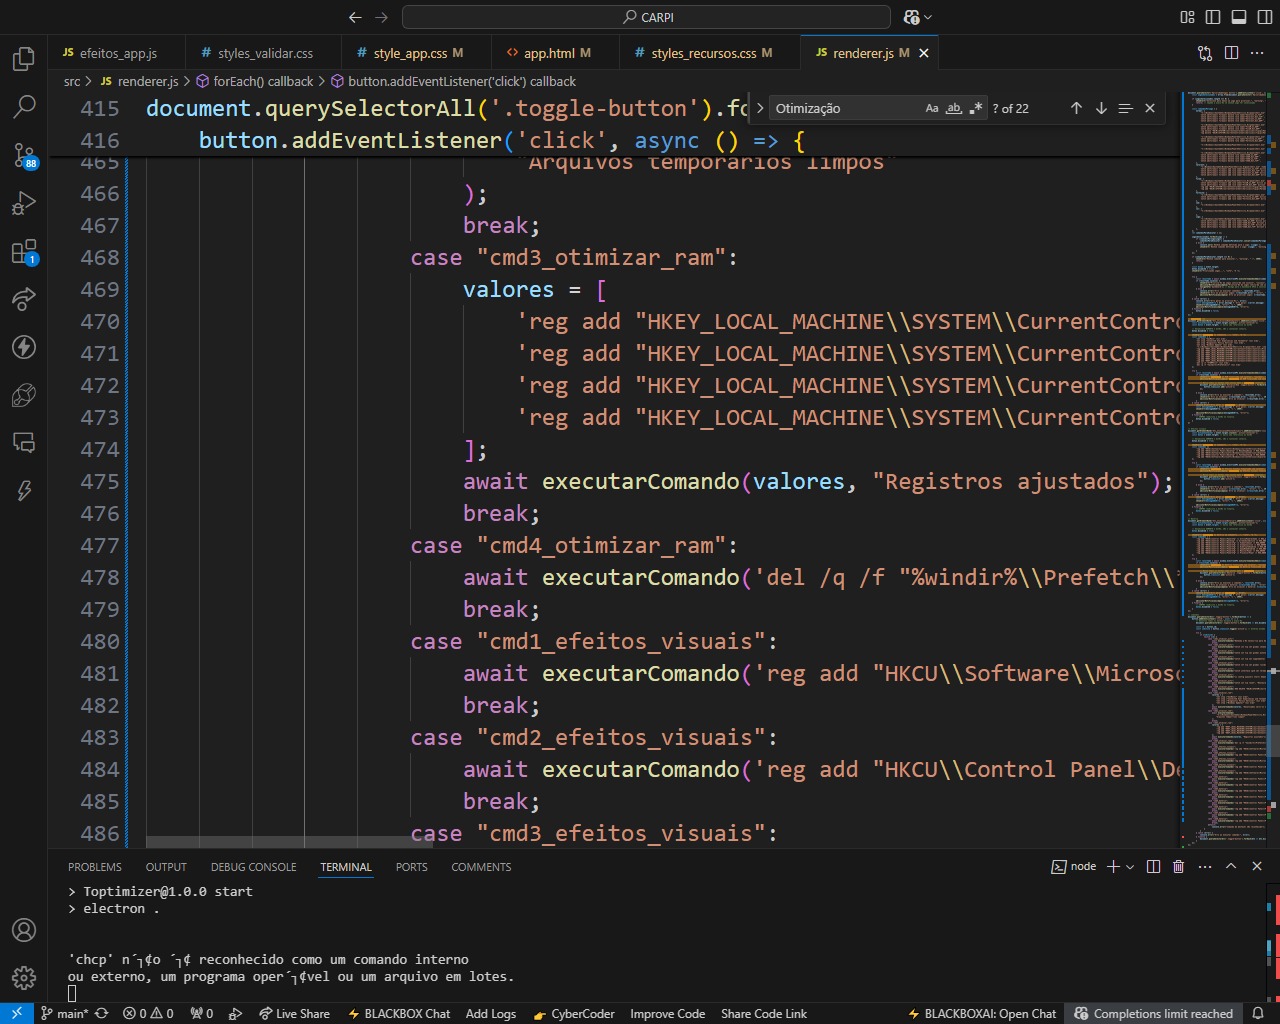 CARPI
JS efeitos_app.js
# styles_validar.css
# style_app.css M
<> app.html M
# styles_recursos.css M
JS renderer.js M
src > JS renderer.js > forEach() callback > button.addEventListener('click') callback
Otimização
Aa ab ? of 22
415 document.querySelectorAll('.toggle-button').fo
416 button.addEventListener('click', async () => {
465 "Arquivos temporários limpos"
466 );
467 break;
468 case "cmd3_otimizar_ram":
469 valores = [
470 'reg add "HKEY_LOCAL_MACHINE\\SYSTEM\\CurrentContro
471 'reg add "HKEY_LOCAL_MACHINE\\SYSTEM\\CurrentContro
472 'reg add "HKEY_LOCAL_MACHINE\\SYSTEM\\CurrentContro
473 'reg add "HKEY_LOCAL_MACHINE\\SYSTEM\\CurrentContro
474 ];
475 await executarComando(valores, "Registros ajustados");
476 break;
477 case "cmd4_otimizar_ram":
478 await executarComando('del /q /f "%windir%\\Prefetch\\*
479 break;
480 case "cmd1_efeitos_visuais":
481 await executarComando('reg add "HKCU\\Software\\Microso
482 break;
483 case "cmd2_efeitos_visuais":
484 await executarComando('reg add "HKCU\\Control Panel\\De
485 break;
486 case "cmd3_efeitos_visuais":
88
1
PROBLEMS OUTPUT DEBUG CONSOLE TERMINAL PORTS COMMENTS
node
> Toptimizer@1.0.0 start
> electron .
'chcp' n´┐¢o ´┐¢ reconhecido como um comando interno
ou externo, um programa oper´┐¢vel ou um arquivo em lotes.
main* 0 0 0 Live Share BLACKBOX Chat Add Logs CyberCoder Improve Code Share Code Link BLACKBOXAI: Open Chat Completions limit reached